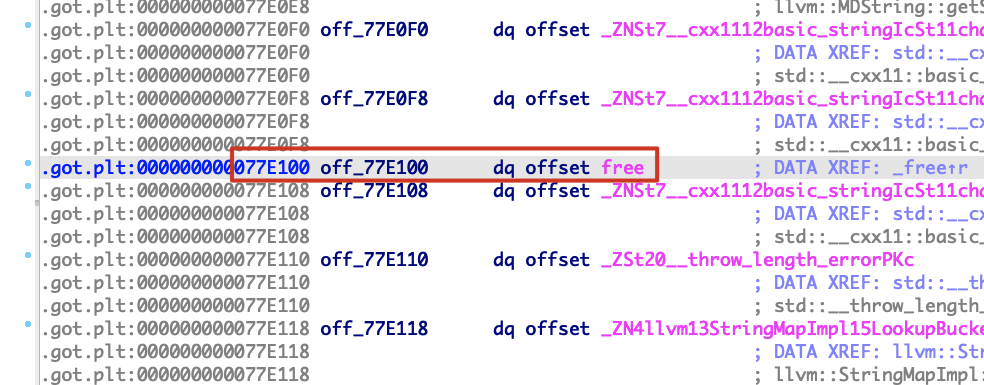 .got.plt:000000000077E0E8 ; llvm::MDString::getS
.got.plt:000000000077E0F0 off_77E0F0 dq offset _ZNSt7__cxx1112basic_stringIcSt11cha
.got.plt:000000000077E0F0 ; DATA XREF: std::__cx
.got.plt:000000000077E0F0 ; std::__cxx11::basic_
.got.plt:000000000077E0F8 off_77E0F8 dq offset _ZNSt7__cxx1112basic_stringIcSt11cha
.got.plt:000000000077E0F8 ; DATA XREF: std::__cx
.got.plt:000000000077E0F8 ; std::__cxx11::basic_
.got.plt:000000000077E100 off_77E100 dq offset free ; DATA XREF: _free↑r
.got.plt:000000000077E108 off_77E108 dq offset _ZNSt7__cxx1112basic_stringIcSt11cha
.got.plt:000000000077E108 ; DATA XREF: std::__cx
.got.plt:000000000077E108 ; std::__cxx11::basic_
.got.plt:000000000077E110 off_77E110 dq offset _ZSt20__throw_length_errorPKc
.got.plt:000000000077E110 ; DATA XREF: std::__th
.got.plt:000000000077E110 ; std::__throw_length_
.got.plt:000000000077E118 off_77E118 dq offset _ZN4llvm13StringMapImpl15LookupBucke
.got.plt:000000000077E118 ; DATA XREF: llvm::Str
.got.plt:000000000077E118 ; llvm::StringMapImpl: